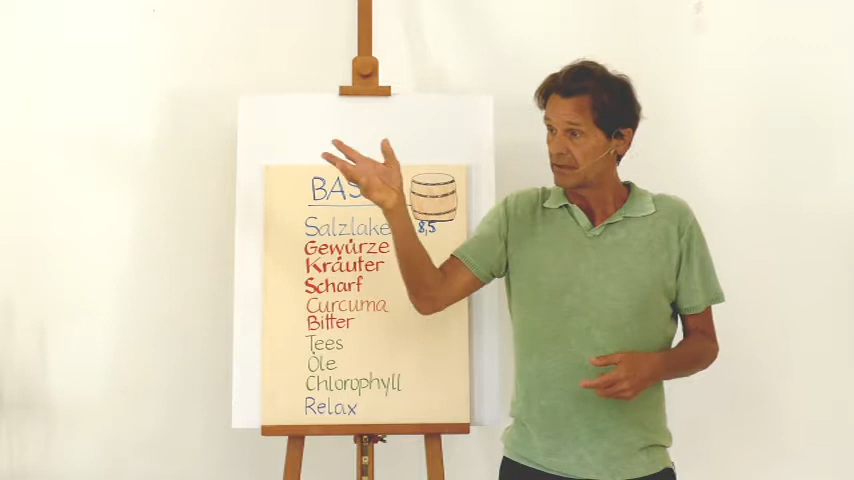 BAS
Salzlake 8,5
Gewürze
Kräuter
Scharf
Curcuma
Bitter
Tees
Öle
Chlorophyll
Relax